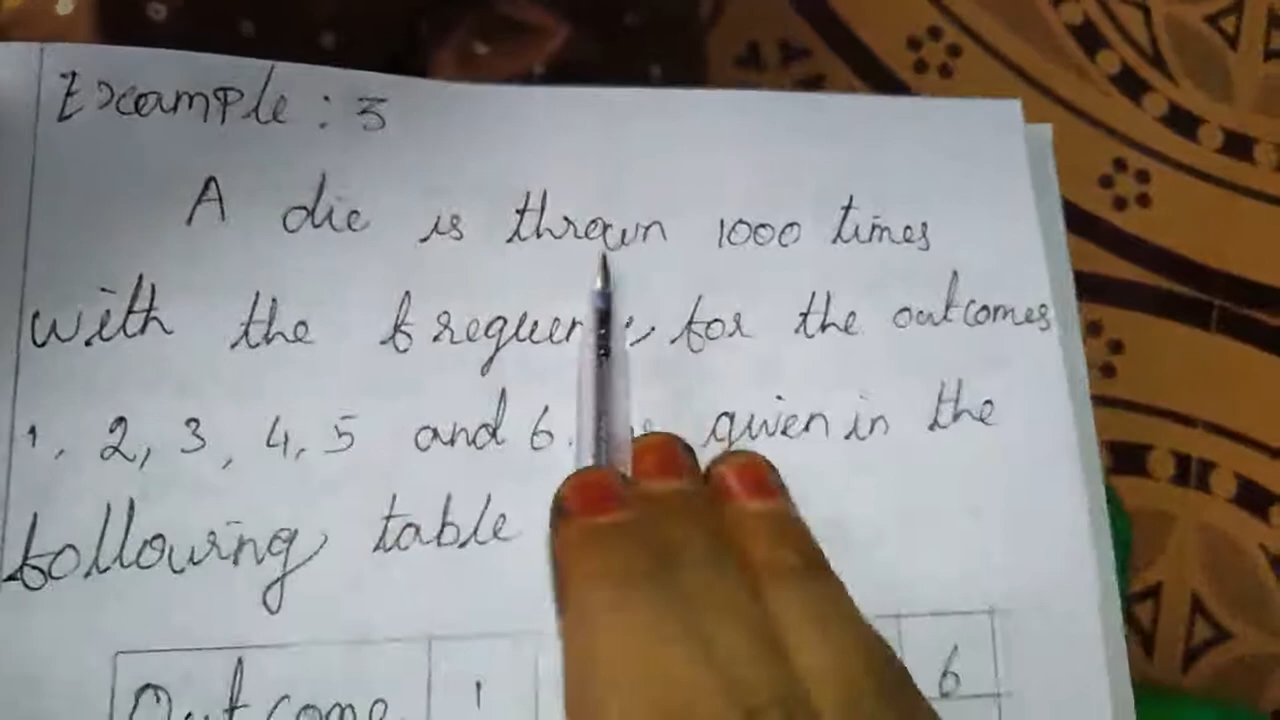 Example: 3
A die is thrown 1000 times
with the for the outcomes
1, 2, 3, 4, 5 and 6. given in the
following table
Outcome 1 6